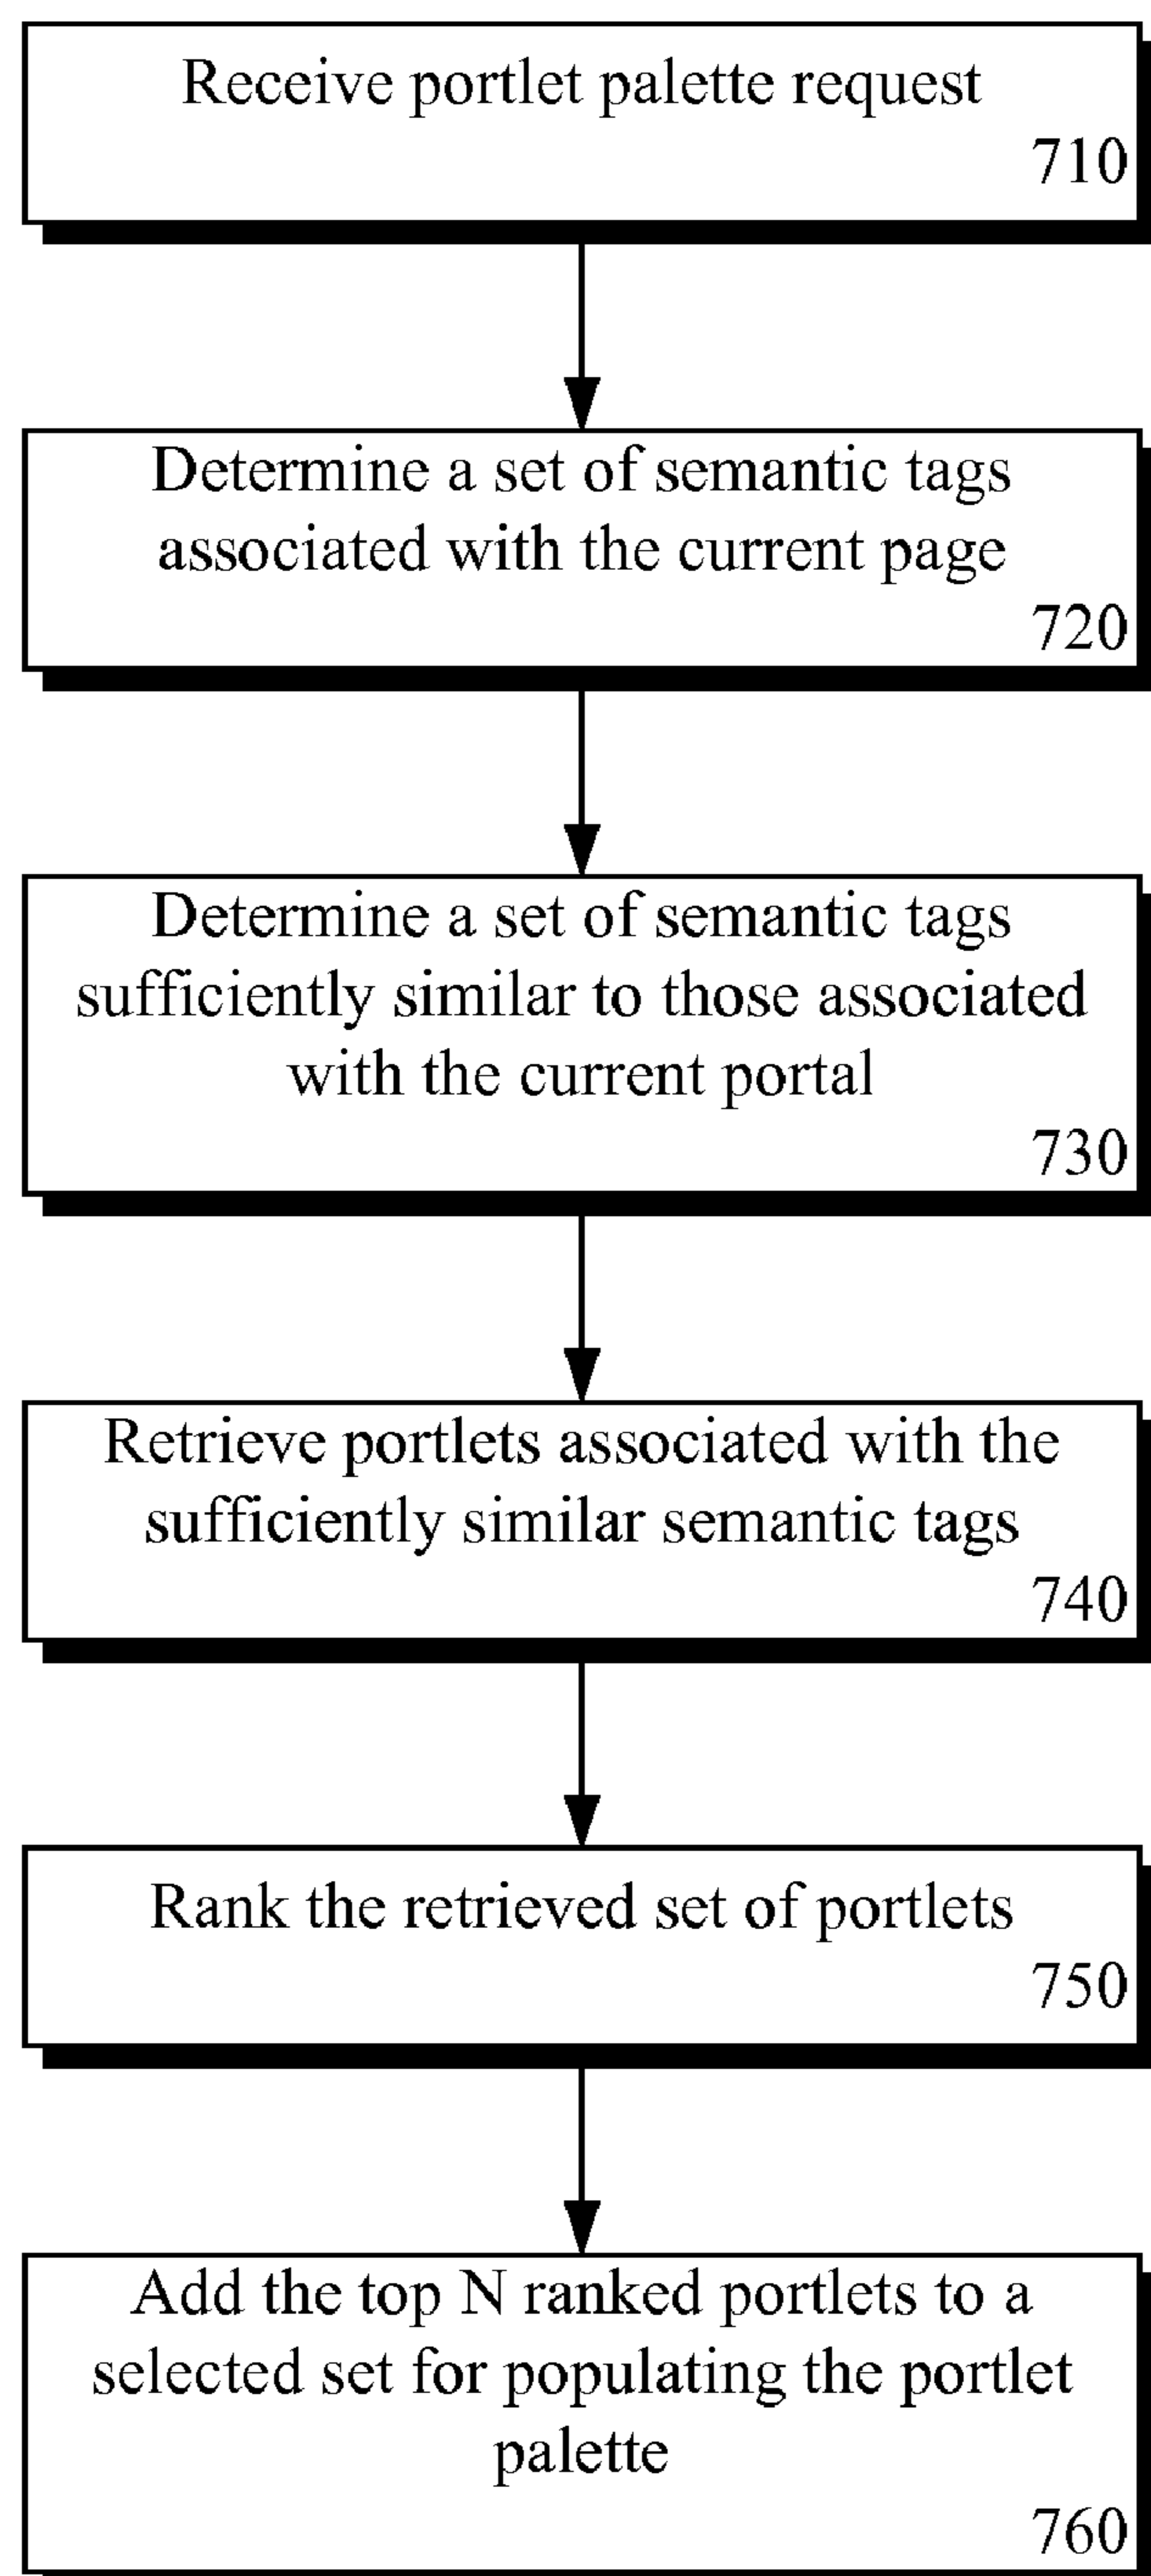 Receive portlet palette request
710
Determine a set of semantic tags
associated with the current page
720
Determine a set of semantic tags
sufficiently similar to those associated
with the current portal
730
Retrieve portlets associated with the
sufficiently similar semantic tags
740
Rank the retrieved set of portlets
750
Add the top N ranked portlets to a
selected set for populating the portlet
palette
760